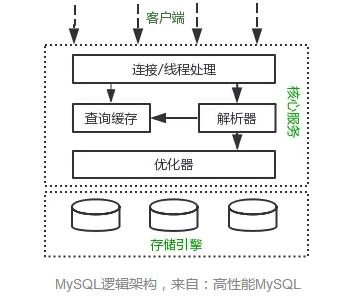 客户端
连接/线程处理
核心服务
查询缓存
解析器
优化器
存储引擎
MySQL逻辑架构，来自：高性能MySQL